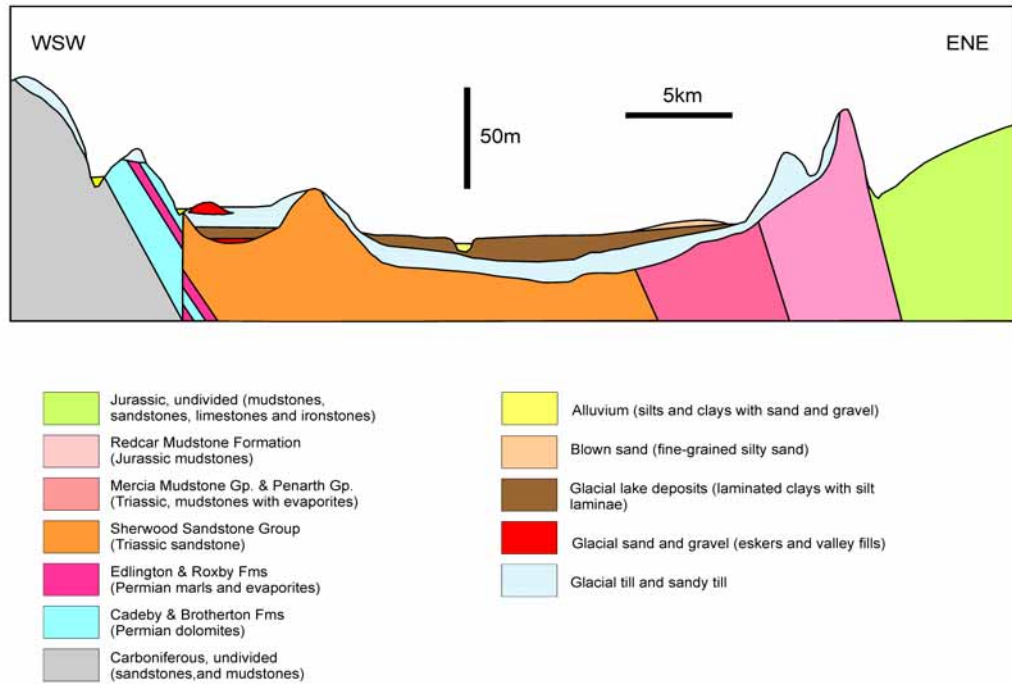 WSW
ENE
5km
50m
Jurassic, undivided (mudstones,
sandstones, limestones and ironstones)
Redcar Mudstone Formation
(Jurassic mudstones)
Mercia Mudstone Gp. & Penarth Gp.
(Triassic, mudstones with evaporites)
Sherwood Sandstone Group
(Triassic sandstone)
Edlington & Roxby Fms
(Permian marls and evaporites)
Cadeby & Brotherton Fms
(Permian dolomites)
Carboniferous, undivided
(sandstones,and mudstones)
Alluvium (silts and clays with sand and gravel)
Blown sand (fine-grained silty sand)
Glacial lake deposits (laminated clays with silt
laminae)
Glacial sand and gravel (eskers and valley fills)
Glacial till and sandy till